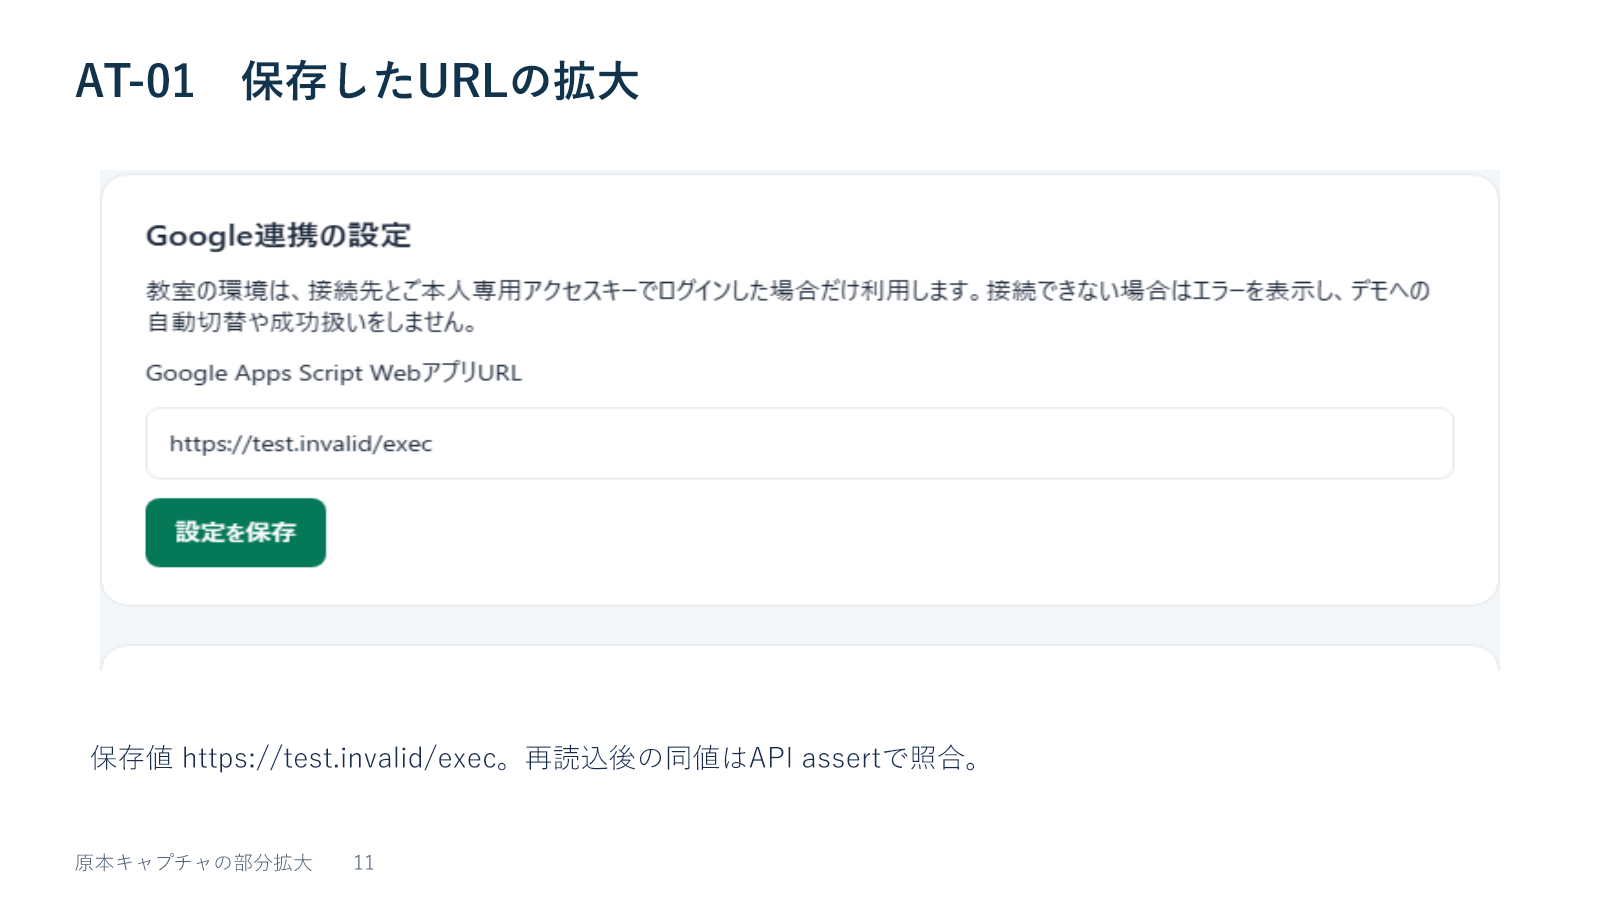 AT-01　保存したURLの拡大
Google連携の設定
教室の環境は、接続先とご本人専用アクセスキーでログインした場合だけ利用します。接続できない場合はエラーを表示し、デモへの
自動切替や成功扱いをしません。
Google Apps Script WebアプリURL
https://test.invalid/exec
設定を保存
保存値 https://test.invalid/exec。再読込後の同値はAPI assertで照合。
原本キャプチャの部分拡大　11